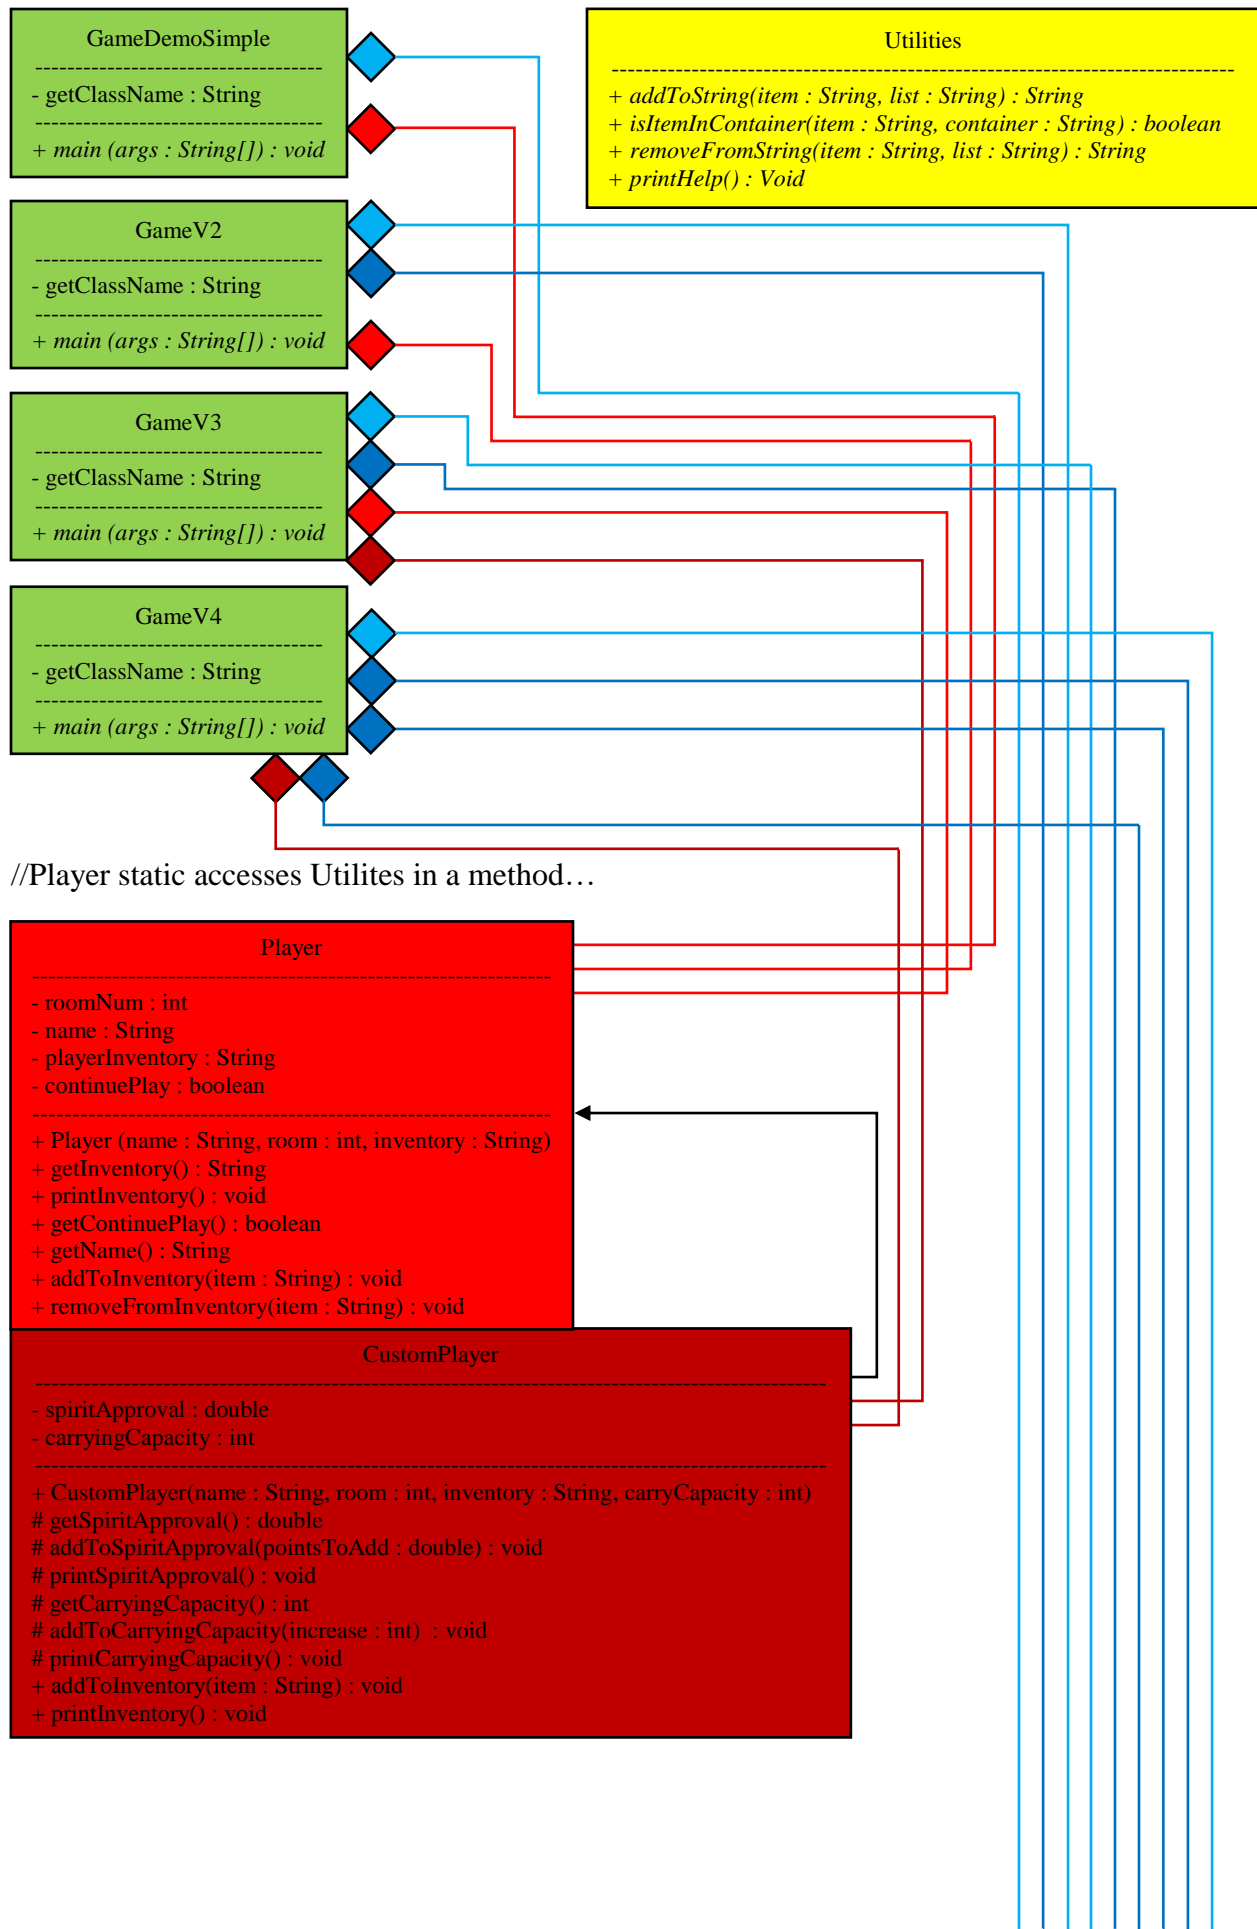 GameDemoSimple
------------------------------------
- getClassName : String
------------------------------------
+ main (args : String[]) : void
Utilities
------------------------------------------------------------------------------
+ addToString(item : String, list : String) : String
+ isItemInContainer(item : String, container : String) : boolean
+ removeFromString(item : String, list : String) : String
+ printHelp() : Void
GameV2
------------------------------------
- getClassName : String
------------------------------------
+ main (args : String[]) : void
GameV3
------------------------------------
- getClassName : String
------------------------------------
+ main (args : String[]) : void
GameV4
------------------------------------
- getClassName : String
------------------------------------
+ main (args : String[]) : void
//Player static accesses Utilites in a method…
Player
-----------------------------------------------------------------
- roomNum : int
- name : String
- playerInventory : String
- continuePlay : boolean
-----------------------------------------------------------------
+ Player (name : String, room : int, inventory : String)
+ getInventory() : String
+ printInventory() : void
+ getContinuePlay() : boolean
+ getName() : String
+ addToInventory(item : String) : void
+ removeFromInventory(item : String) : void
CustomPlayer
---------------------------------------------------------------------------------------------------
- spiritApproval : double
- carryingCapacity : int
---------------------------------------------------------------------------------------------------
+ CustomPlayer(name : String, room : int, inventory : String, carryCapacity : int)
# getSpiritApproval() : double
# addToSpiritApproval(pointsToAdd : double) : void
# printSpiritApproval() : void
# getCarryingCapacity() : int
# addToCarryingCapacity(increase : int)  : void
# printCarryingCapacity() : void
+ addToInventory(item : String) : void
+ printInventory() : void